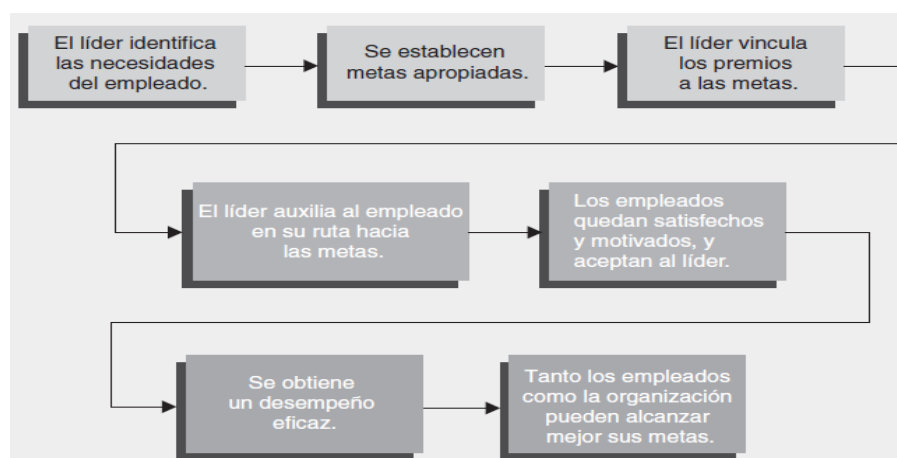 El líder identifica
las necesidades
del empleado.
Se establecen
metas apropiadas.
El líder vincula
los premios
a las metas.
El líder auxilia al empleado
en su ruta hacia
las metas.
Los empleados
quedan satisfechos
y motivados, y
aceptan al líder.
Se obtiene
un desempeño
eficaz.
Tanto los empleados
como la organización
pueden alcanzar
mejor sus metas.